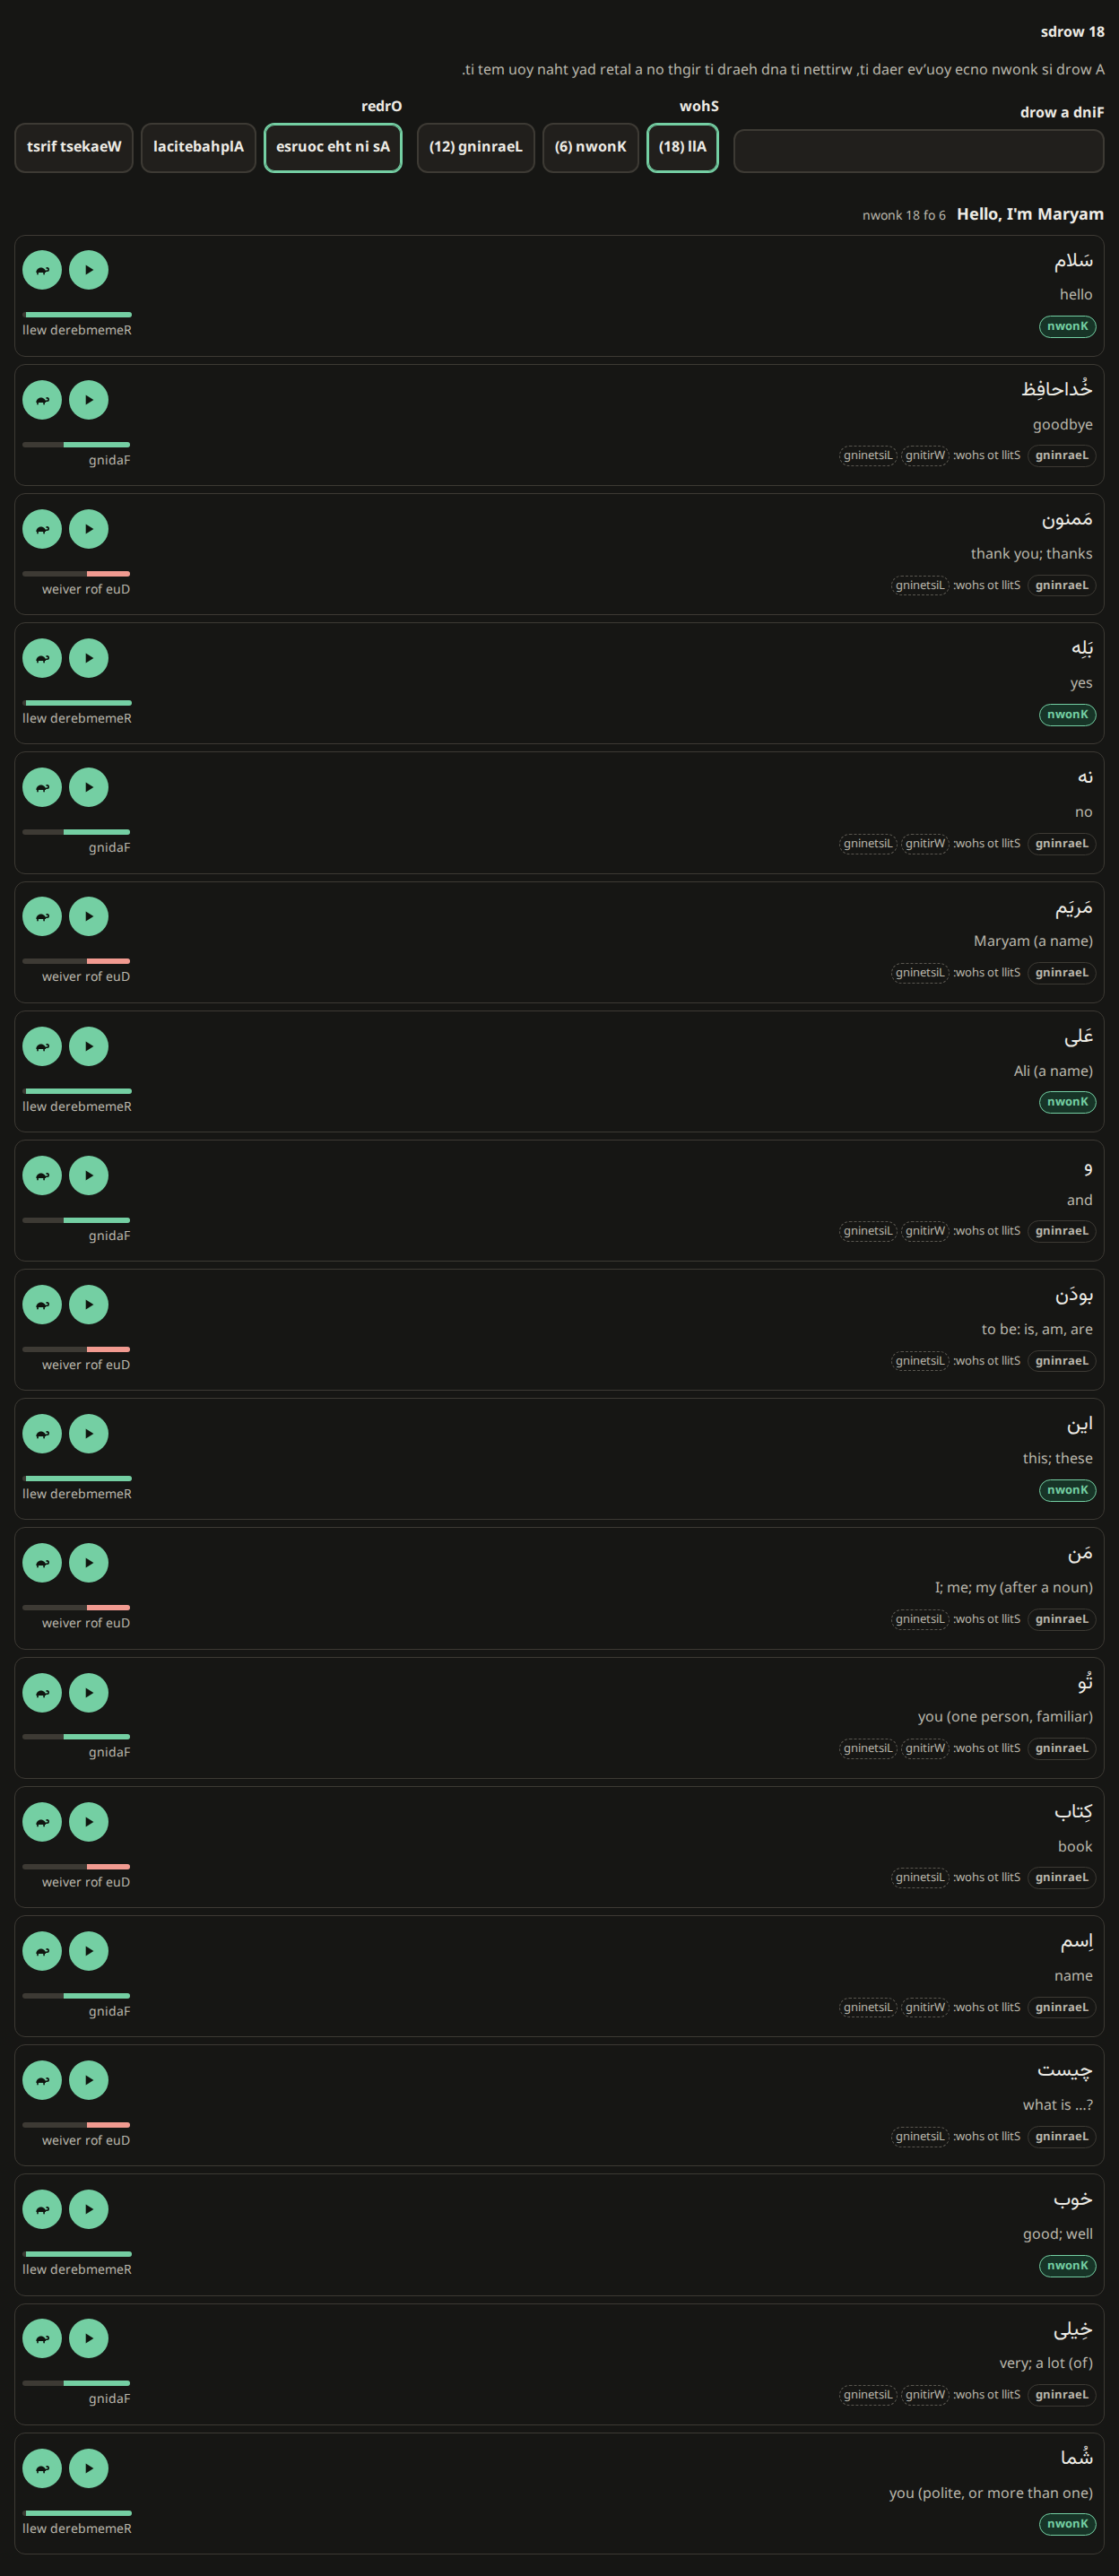 sdrow 18
.ti tem uoy naht yad retal a no thgir ti draeh dna ti nettirw ,ti daer ev’uoy ecno nwonk si drow A
drow a dniF
wohS
(18) llA
(6) nwonK
(12) gninraeL
redrO
esruoc eht ni sA
lacitebahplA
tsrif tsekaeW
Hello, I'm Maryam nwonk 18 fo 6
سَلام
hello
nwonK
llew derebmemeR
خُداحافِظ
goodbye
gninraeL :wohs ot llitS gnitirW gninetsiL
gnidaF
مَمنون
thank you; thanks
gninraeL :wohs ot llitS gninetsiL
weiver rof euD
بَلِه
yes
nwonK
llew derebmemeR
نه
no
gninraeL :wohs ot llitS gnitirW gninetsiL
gnidaF
مَریَم
Maryam (a name)
gninraeL :wohs ot llitS gninetsiL
weiver rof euD
عَلی
Ali (a name)
nwonK
llew derebmemeR
و
and
gninraeL :wohs ot llitS gnitirW gninetsiL
gnidaF
بودَن
to be: is, am, are
gninraeL :wohs ot llitS gninetsiL
weiver rof euD
این
this; these
nwonK
llew derebmemeR
مَن
I; me; my (after a noun)
gninraeL :wohs ot llitS gninetsiL
weiver rof euD
تُو
you (one person, familiar)
gninraeL :wohs ot llitS gnitirW gninetsiL
gnidaF
کِتاب
book
gninraeL :wohs ot llitS gninetsiL
weiver rof euD
اِسم
name
gninraeL :wohs ot llitS gnitirW gninetsiL
gnidaF
چیست
what is ...?
gninraeL :wohs ot llitS gninetsiL
weiver rof euD
خوب
good; well
nwonK
llew derebmemeR
خِیلی
very; a lot (of)
gninraeL :wohs ot llitS gnitirW gninetsiL
gnidaF
شُما
you (polite, or more than one)
nwonK
llew derebmemeR